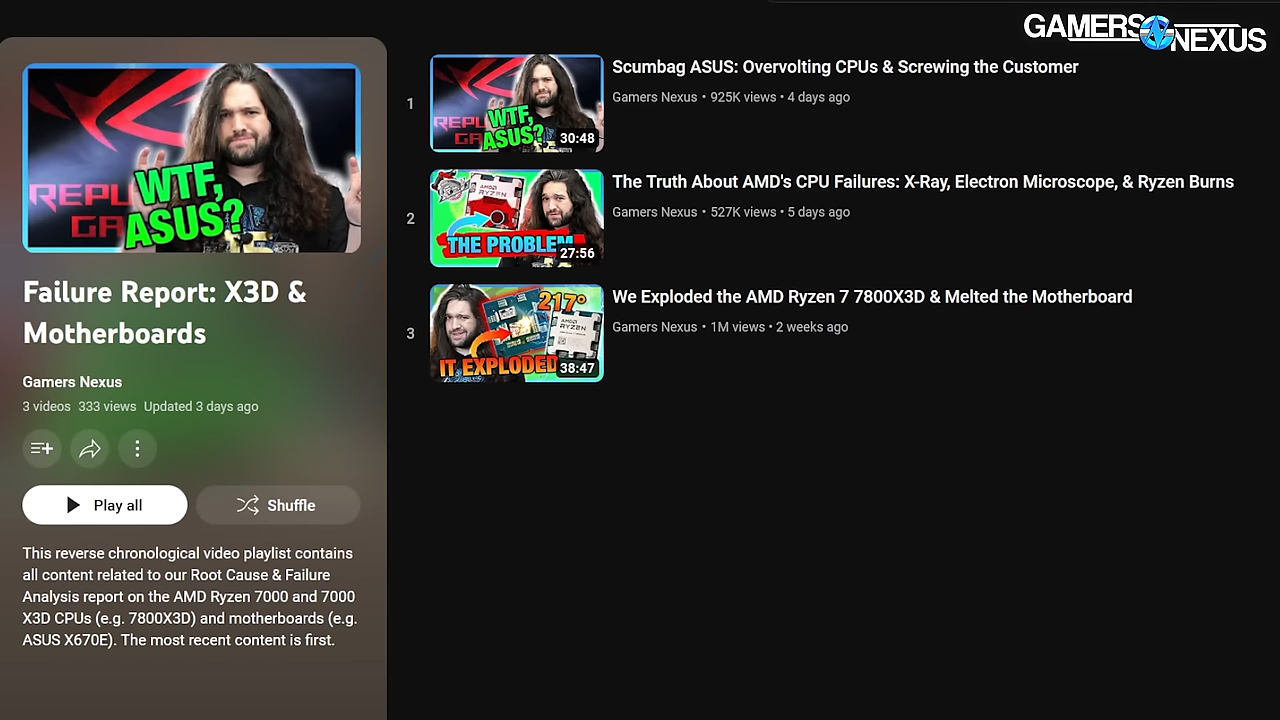 GAMERS NEXUS
REPU
GA
WTF,
ASUS?
Failure Report: X3D &
Motherboards
Gamers Nexus
3 videos 333 views Updated 3 days ago
Play all
Shuffle
This reverse chronological video playlist contains
all content related to our Root Cause & Failure
Analysis report on the AMD Ryzen 7000 and 7000
X3D CPUs (e.g. 7800X3D) and motherboards (e.g.
ASUS X670E). The most recent content is first.
1
REPU
GA
WTF,
ASUS?
30:48
Scumbag ASUS: Overvolting CPUs & Screwing the Customer
Gamers Nexus • 925K views • 4 days ago
2
AMD
RYZEN
THE PROBLEM
27:56
The Truth About AMD's CPU Failures: X-Ray, Electron Microscope, & Ryzen Burns
Gamers Nexus • 527K views • 5 days ago
3
217°
AMD
RYZEN
IT EXPLODED
38:47
We Exploded the AMD Ryzen 7 7800X3D & Melted the Motherboard
Gamers Nexus • 1M views • 2 weeks ago